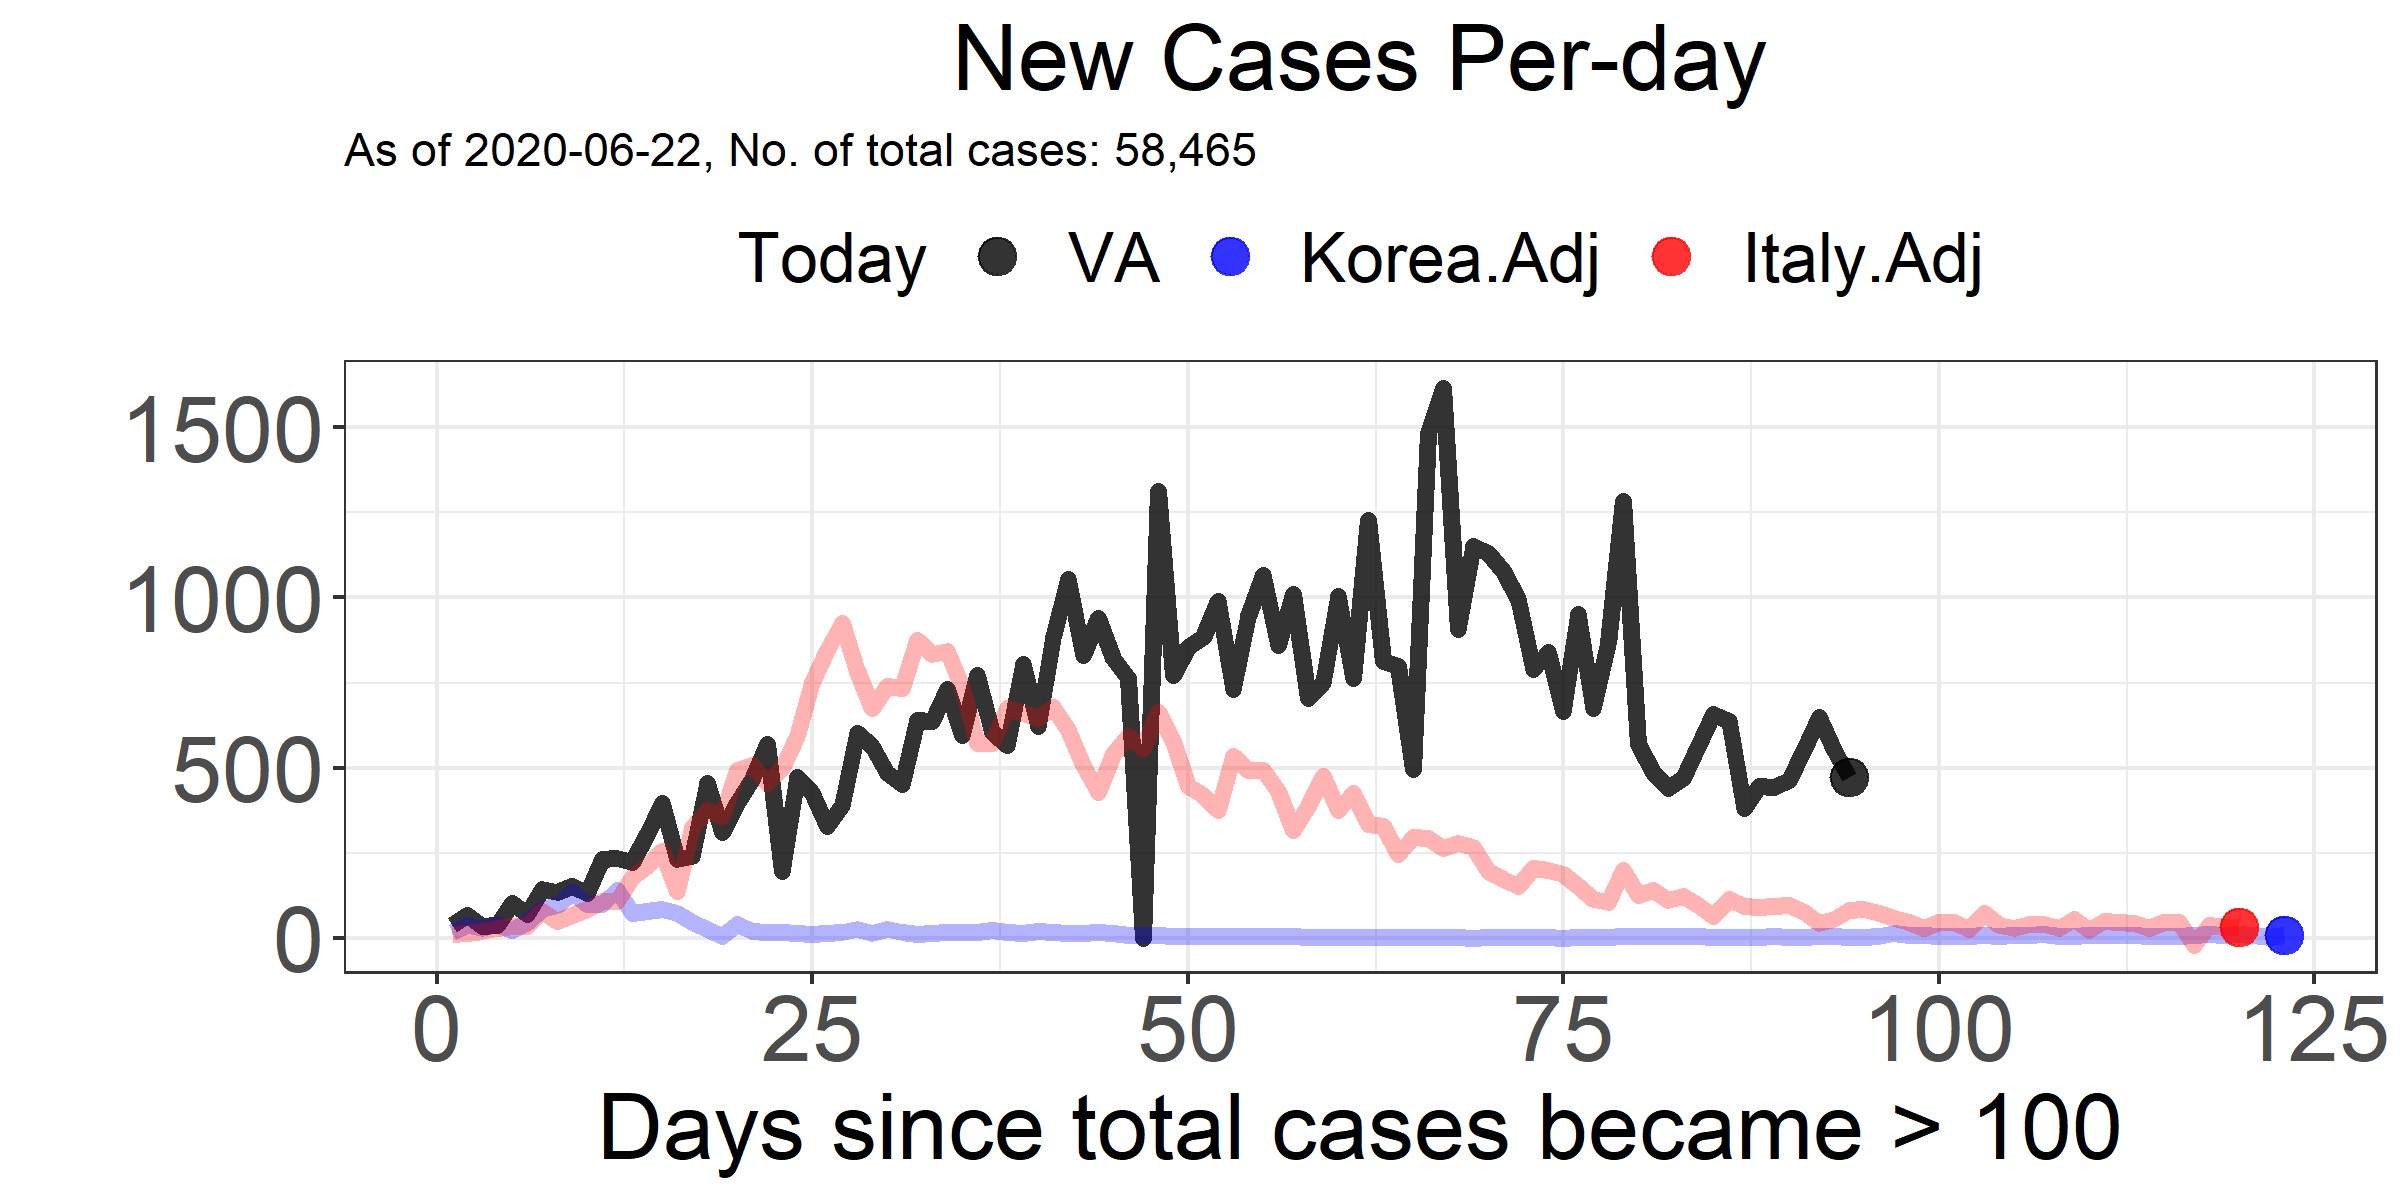 New Cases Per-day
As of 2020-06-22, No. of total cases: 58,465
Today VA Korea.Adj Italy.Adj
1500
1000
500
0
0 25 50 75 100 125
Days since total cases became > 100